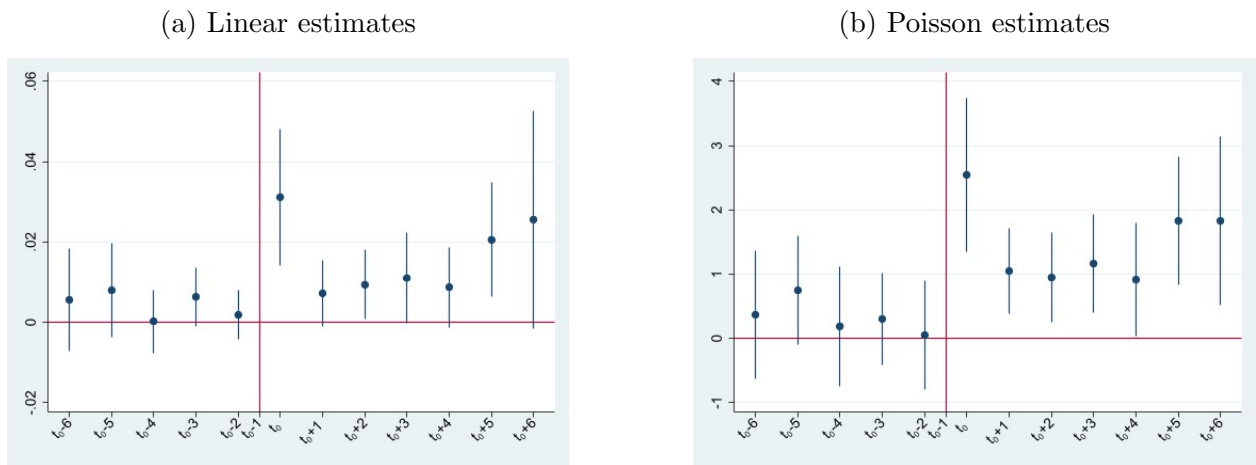 (a) Linear estimates
(b) Poisson estimates
.06
.04
.02
0
-.02
t₀-6 t₀-5 t₀-4 t₀-3 t₀-2 t₀-1 t₀ t₀+1 t₀+2 t₀+3 t₀+4 t₀+5 t₀+6
4
3
2
1
0
-1
t₀-6 t₀-5 t₀-4 t₀-3 t₀-2 t₀-1 t₀ t₀+1 t₀+2 t₀+3 t₀+4 t₀+5 t₀+6